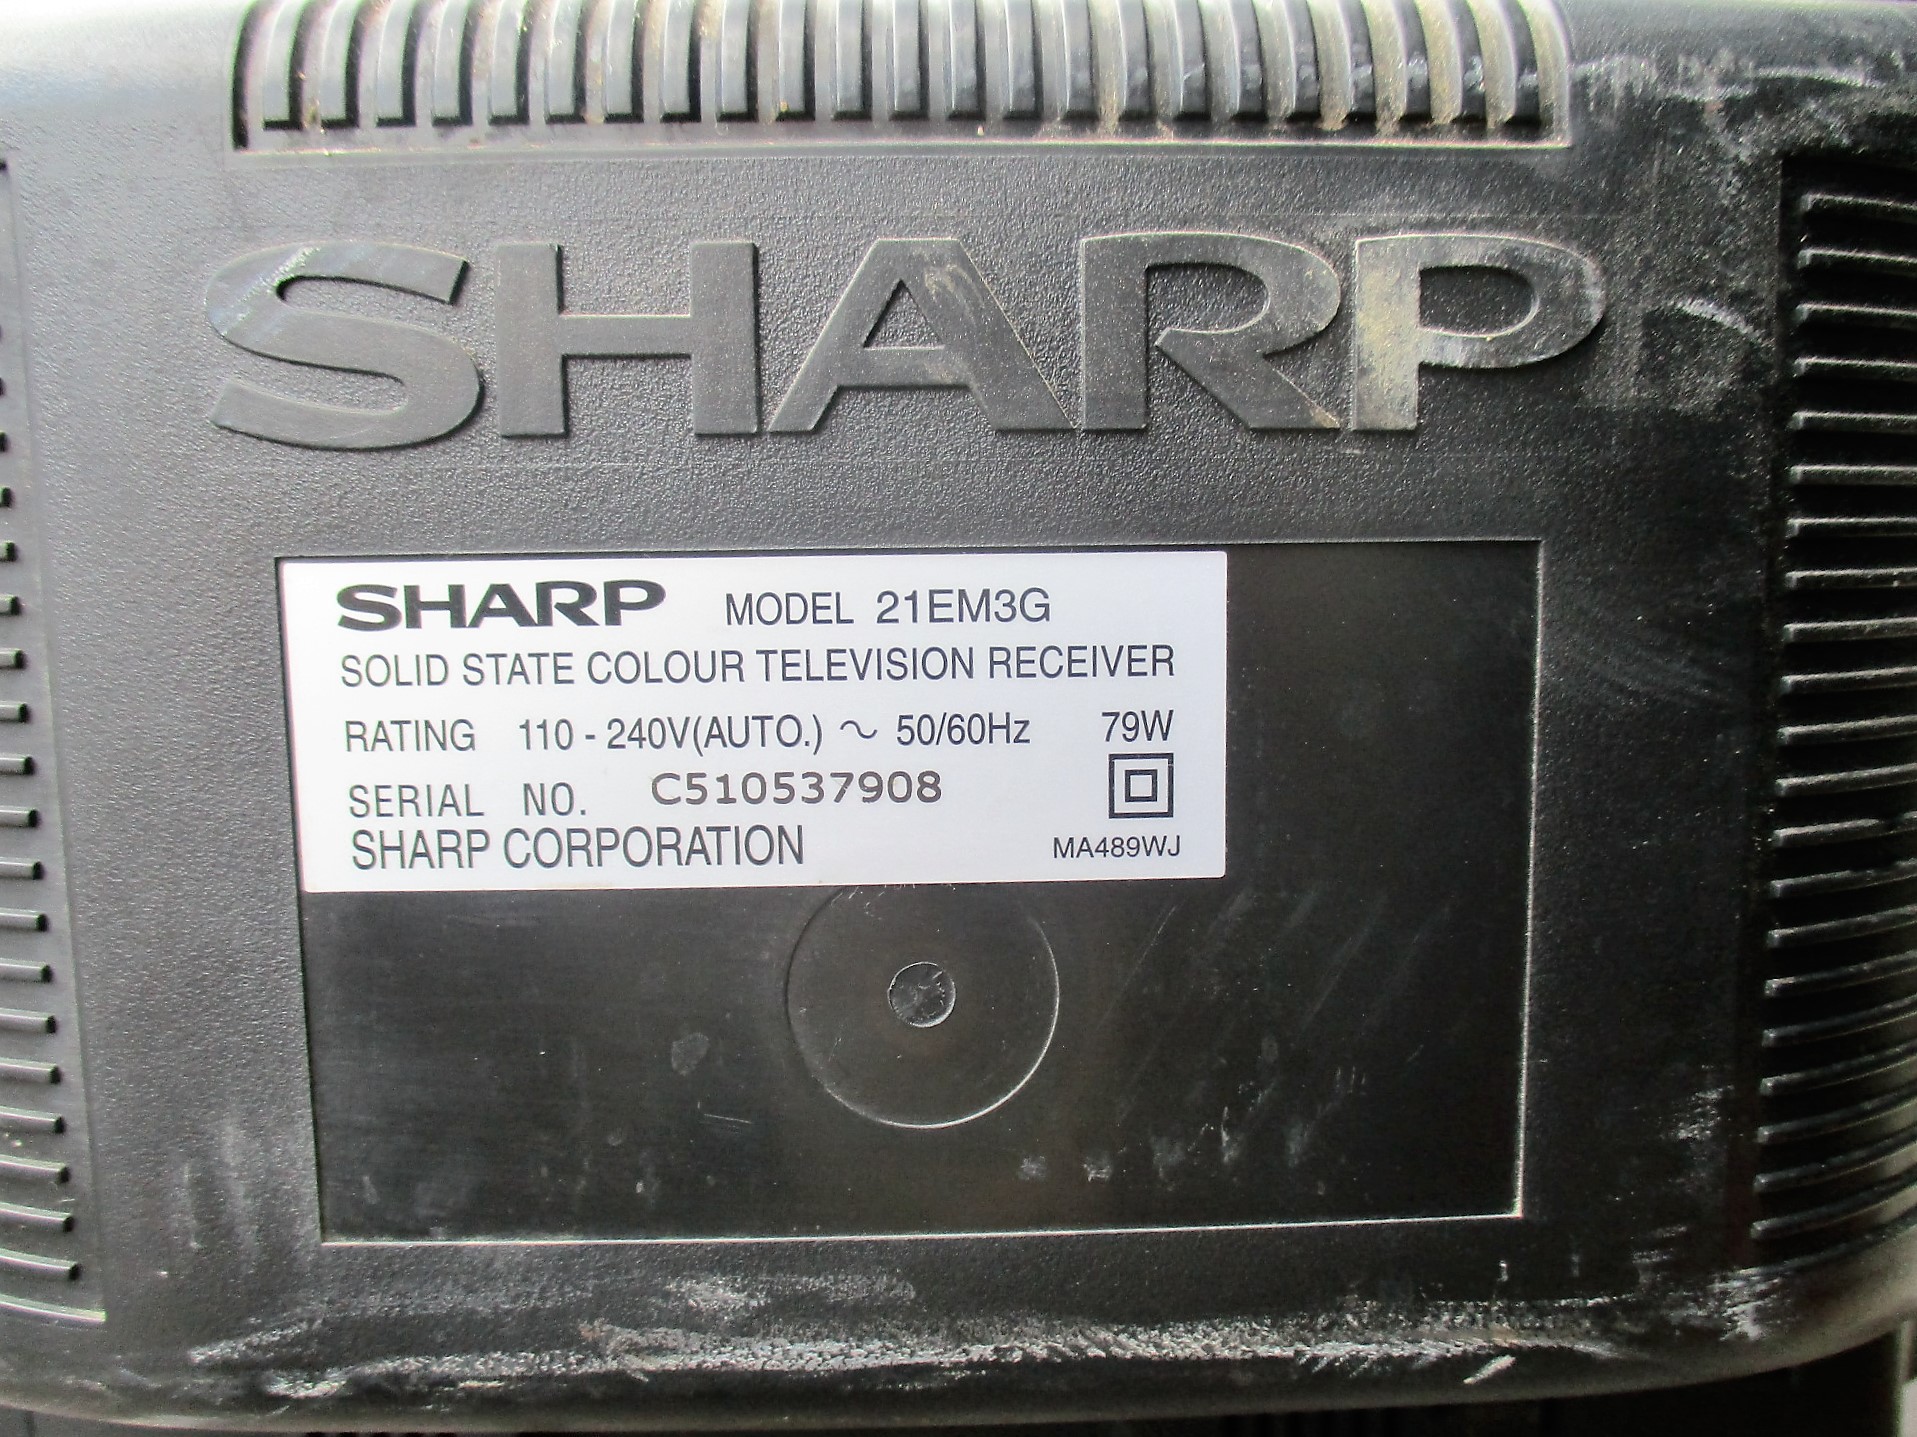 SHARP
SHARP MODEL 21EM3G
SOLID STATE COLOUR TELEVISION RECEIVER
RATING 110 - 240V(AUTO.) ~ 50/60Hz 79W
SERIAL NO. C510537908
SHARP CORPORATION MA489WJ